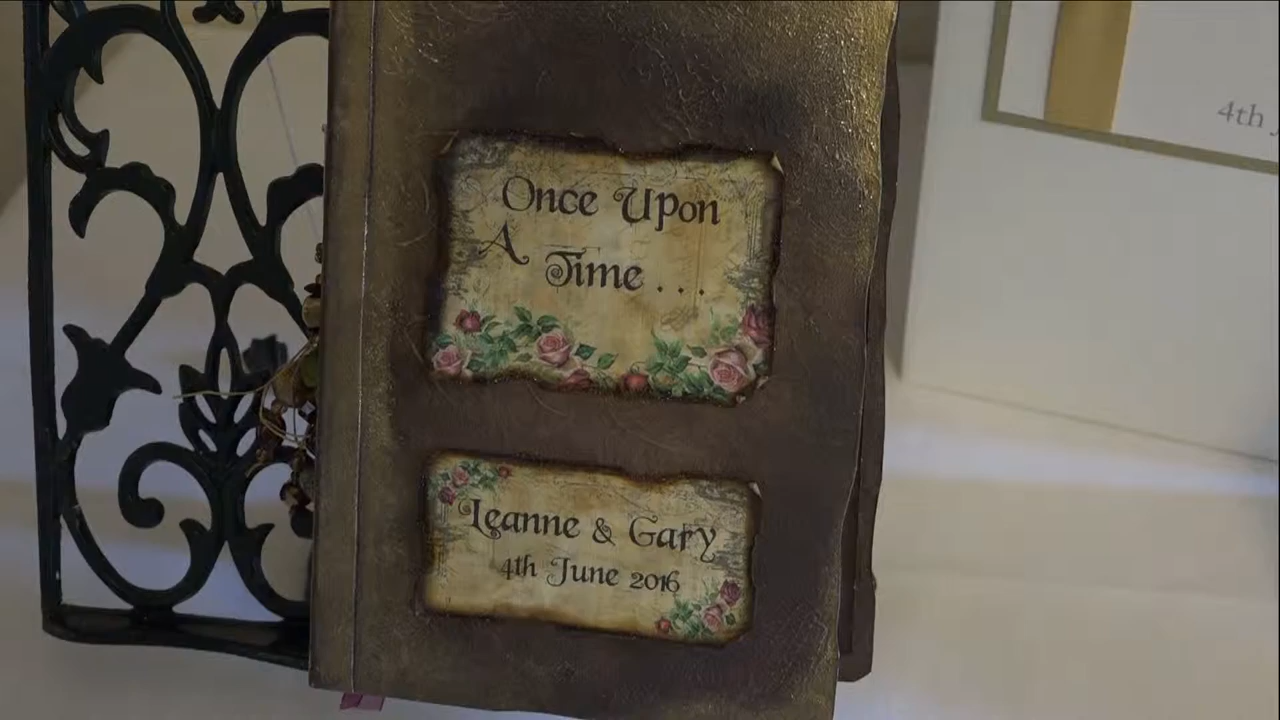 Once Upon
A Time . . .
Leanne & Gary
4th June 2016
4th